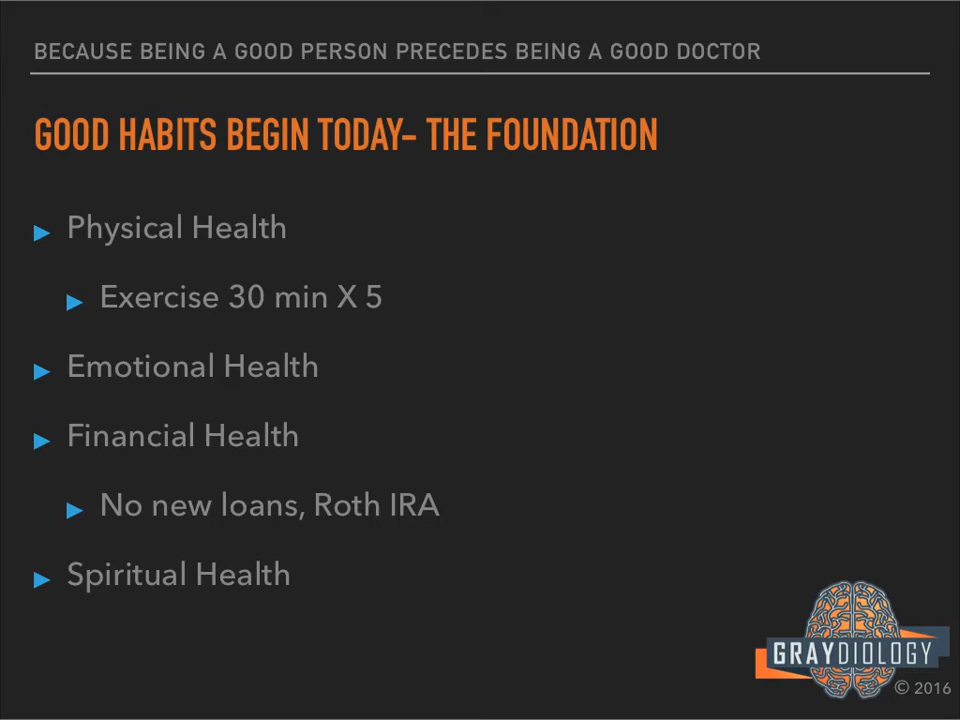 BECAUSE BEING A GOOD PERSON PRECEDES BEING A GOOD DOCTOR
GOOD HABITS BEGIN TODAY- THE FOUNDATION
▶ Physical Health
▶ Exercise 30 min X 5
▶ Emotional Health
▶ Financial Health
▶ No new loans, Roth IRA
▶ Spiritual Health
GRAYDIOLOGY
© 2016